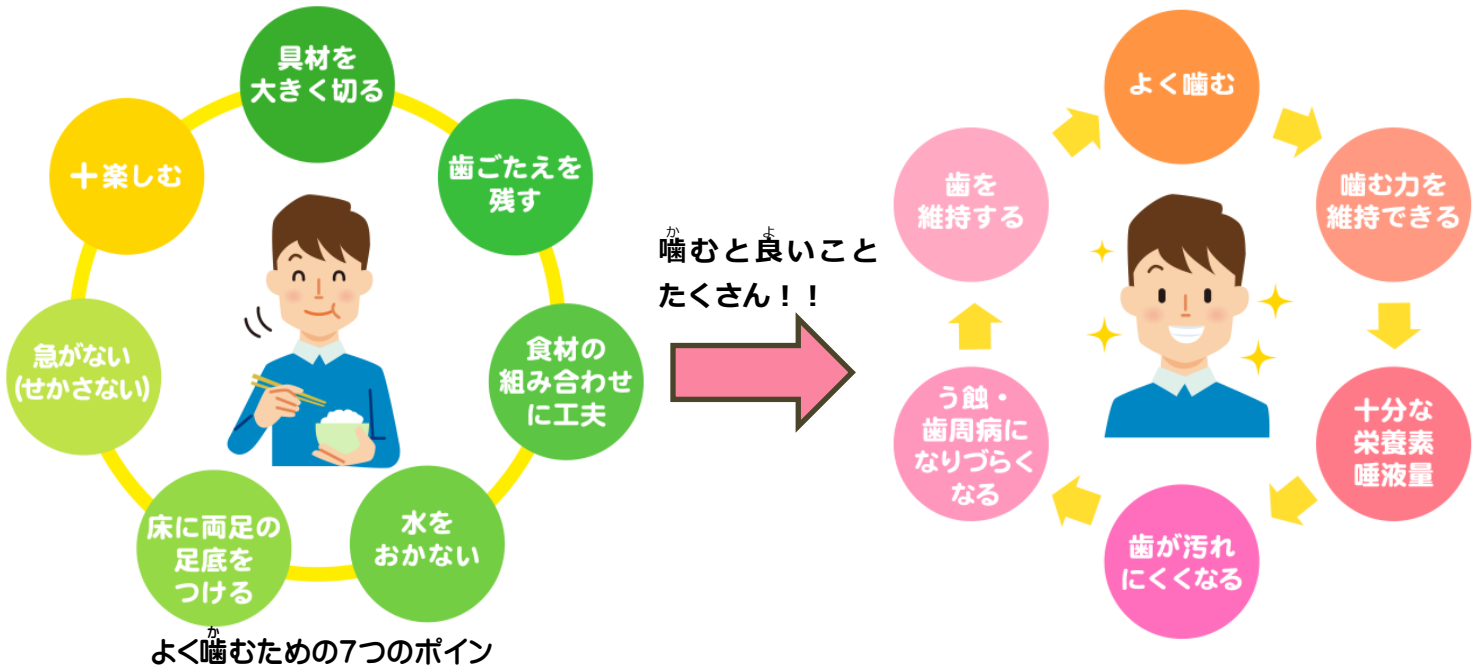 具材を
大きく切る
歯ごたえを
残す
食材の
組み合わせ
に工夫
水を
おかない
床に両足の
足底を
つける
急がない
(せかさない)
＋楽しむ
よく噛むための7つのポイン
か
噛むと良いこと
か よ
たくさん！！
よく噛む
噛む力を
維持できる
十分な
栄養素
唾液量
歯が汚れ
にくくなる
う蝕・
歯周病に
なりづらく
なる
歯を
維持する